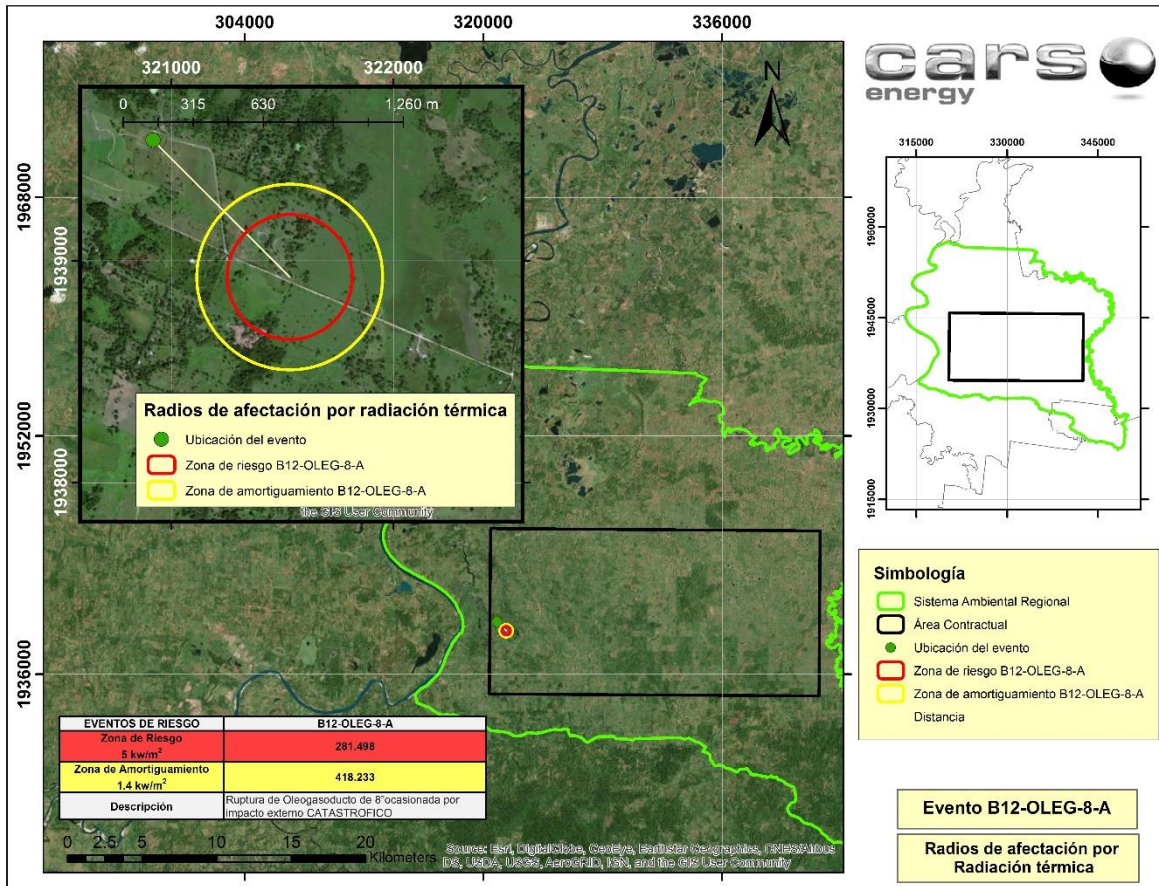 304000 320000 336000
321000 322000
0 315 630 1,260 m
N
1968000
1939000
1952000
1938000
1936000
Radios de afectación por radiación térmica
Ubicación del evento
Zona de riesgo B12-OLEG-8-A
Zona de amortiguamiento B12-OLEG-8-A
the GIS User Community
EVENTOS DE RIESGO B12-OLEG-8-A
Zona de Riesgo
5 kw/m² 281.498
Zona de Amortiguamiento
1.4 kw/m² 418.233
Descripción Ruptura de Oleogasoducto de 8"ocasionada por
impacto externo CATASTROFICO
0 2.5 5 10 15 20
Kilometers
Source: Esri, DigitalGlobe, GeoEye, Earthstar Geographics, CNES/Airbus
DS, USDA, USGS, AeroGRID, IGN, and the GIS User Community
cars
energy
315000 330000 345000
1960000
1945000
1930000
1915000
Simbología
Sistema Ambiental Regional
Área Contractual
Ubicación del evento
Zona de riesgo B12-OLEG-8-A
Zona de amortiguamiento B12-OLEG-8-A
Distancia
Evento B12-OLEG-8-A
Radios de afectación por
Radiación térmica